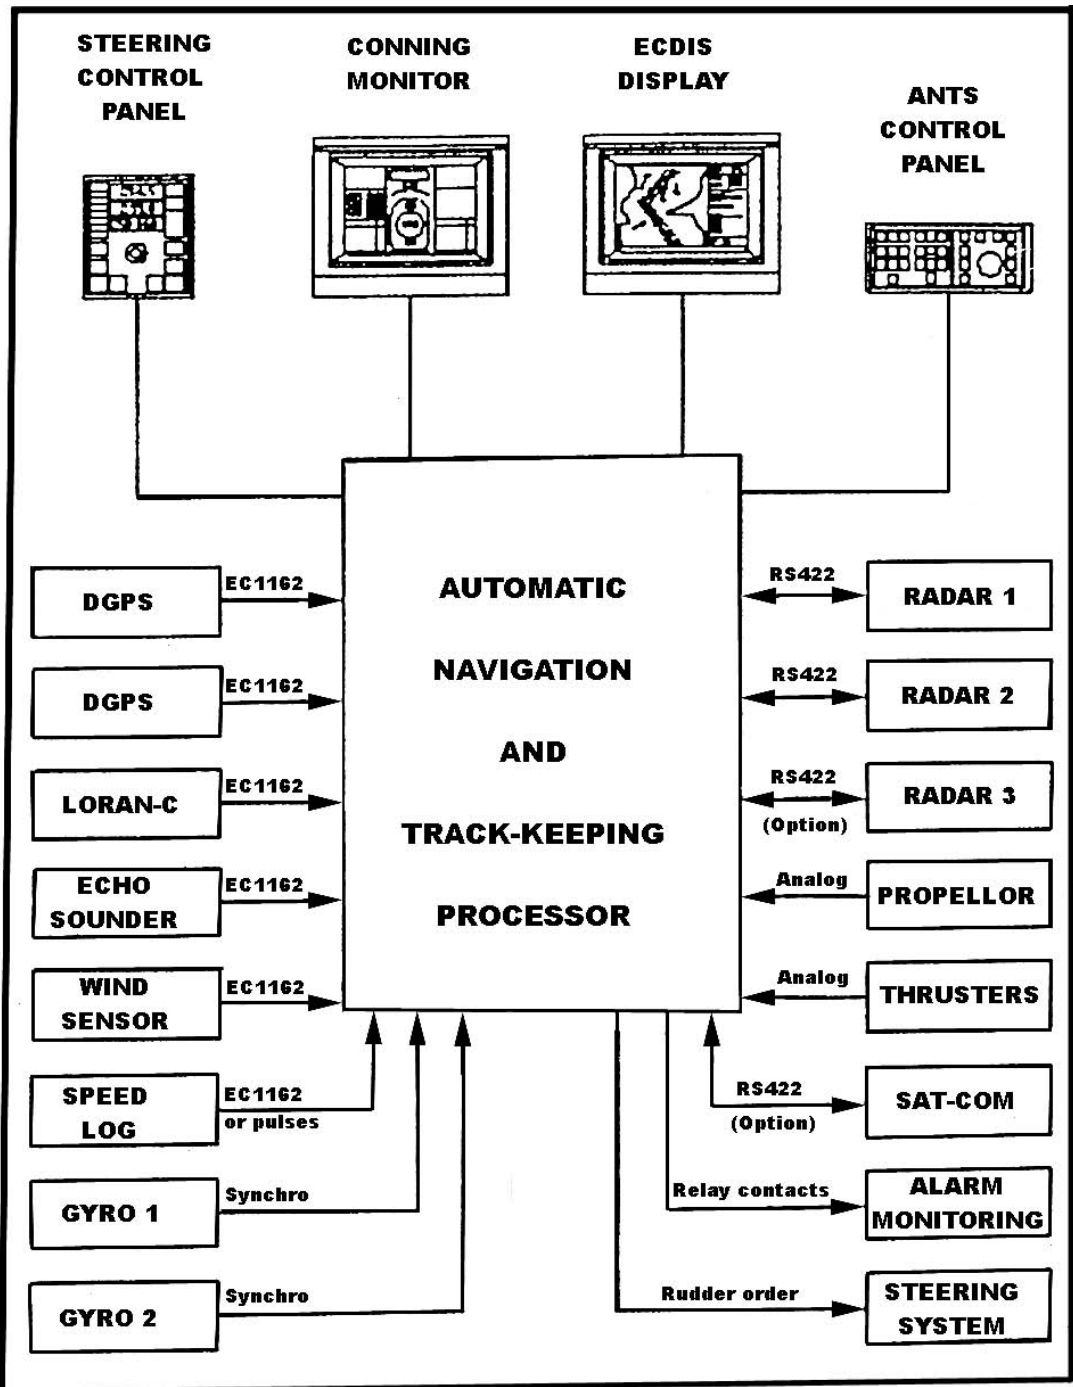 STEERING
CONTROL
PANEL
CONNING
MONITOR
ECDIS
DISPLAY
ANTS
CONTROL
PANEL
AUTOMATIC
NAVIGATION
AND
TRACK-KEEPING
PROCESSOR
DGPS
EC1162
DGPS
EC1162
LORAN-C
EC1162
ECHO
SOUNDER
EC1162
WIND
SENSOR
EC1162
SPEED
LOG
EC1162
or pulses
GYRO 1
Synchro
GYRO 2
Synchro
RS422
RADAR 1
RS422
RADAR 2
RS422
(Option)
RADAR 3
Analog
PROPELLOR
Analog
THRUSTERS
RS422
(Option)
SAT-COM
Relay contacts
ALARM
MONITORING
Rudder order
STEERING
SYSTEM